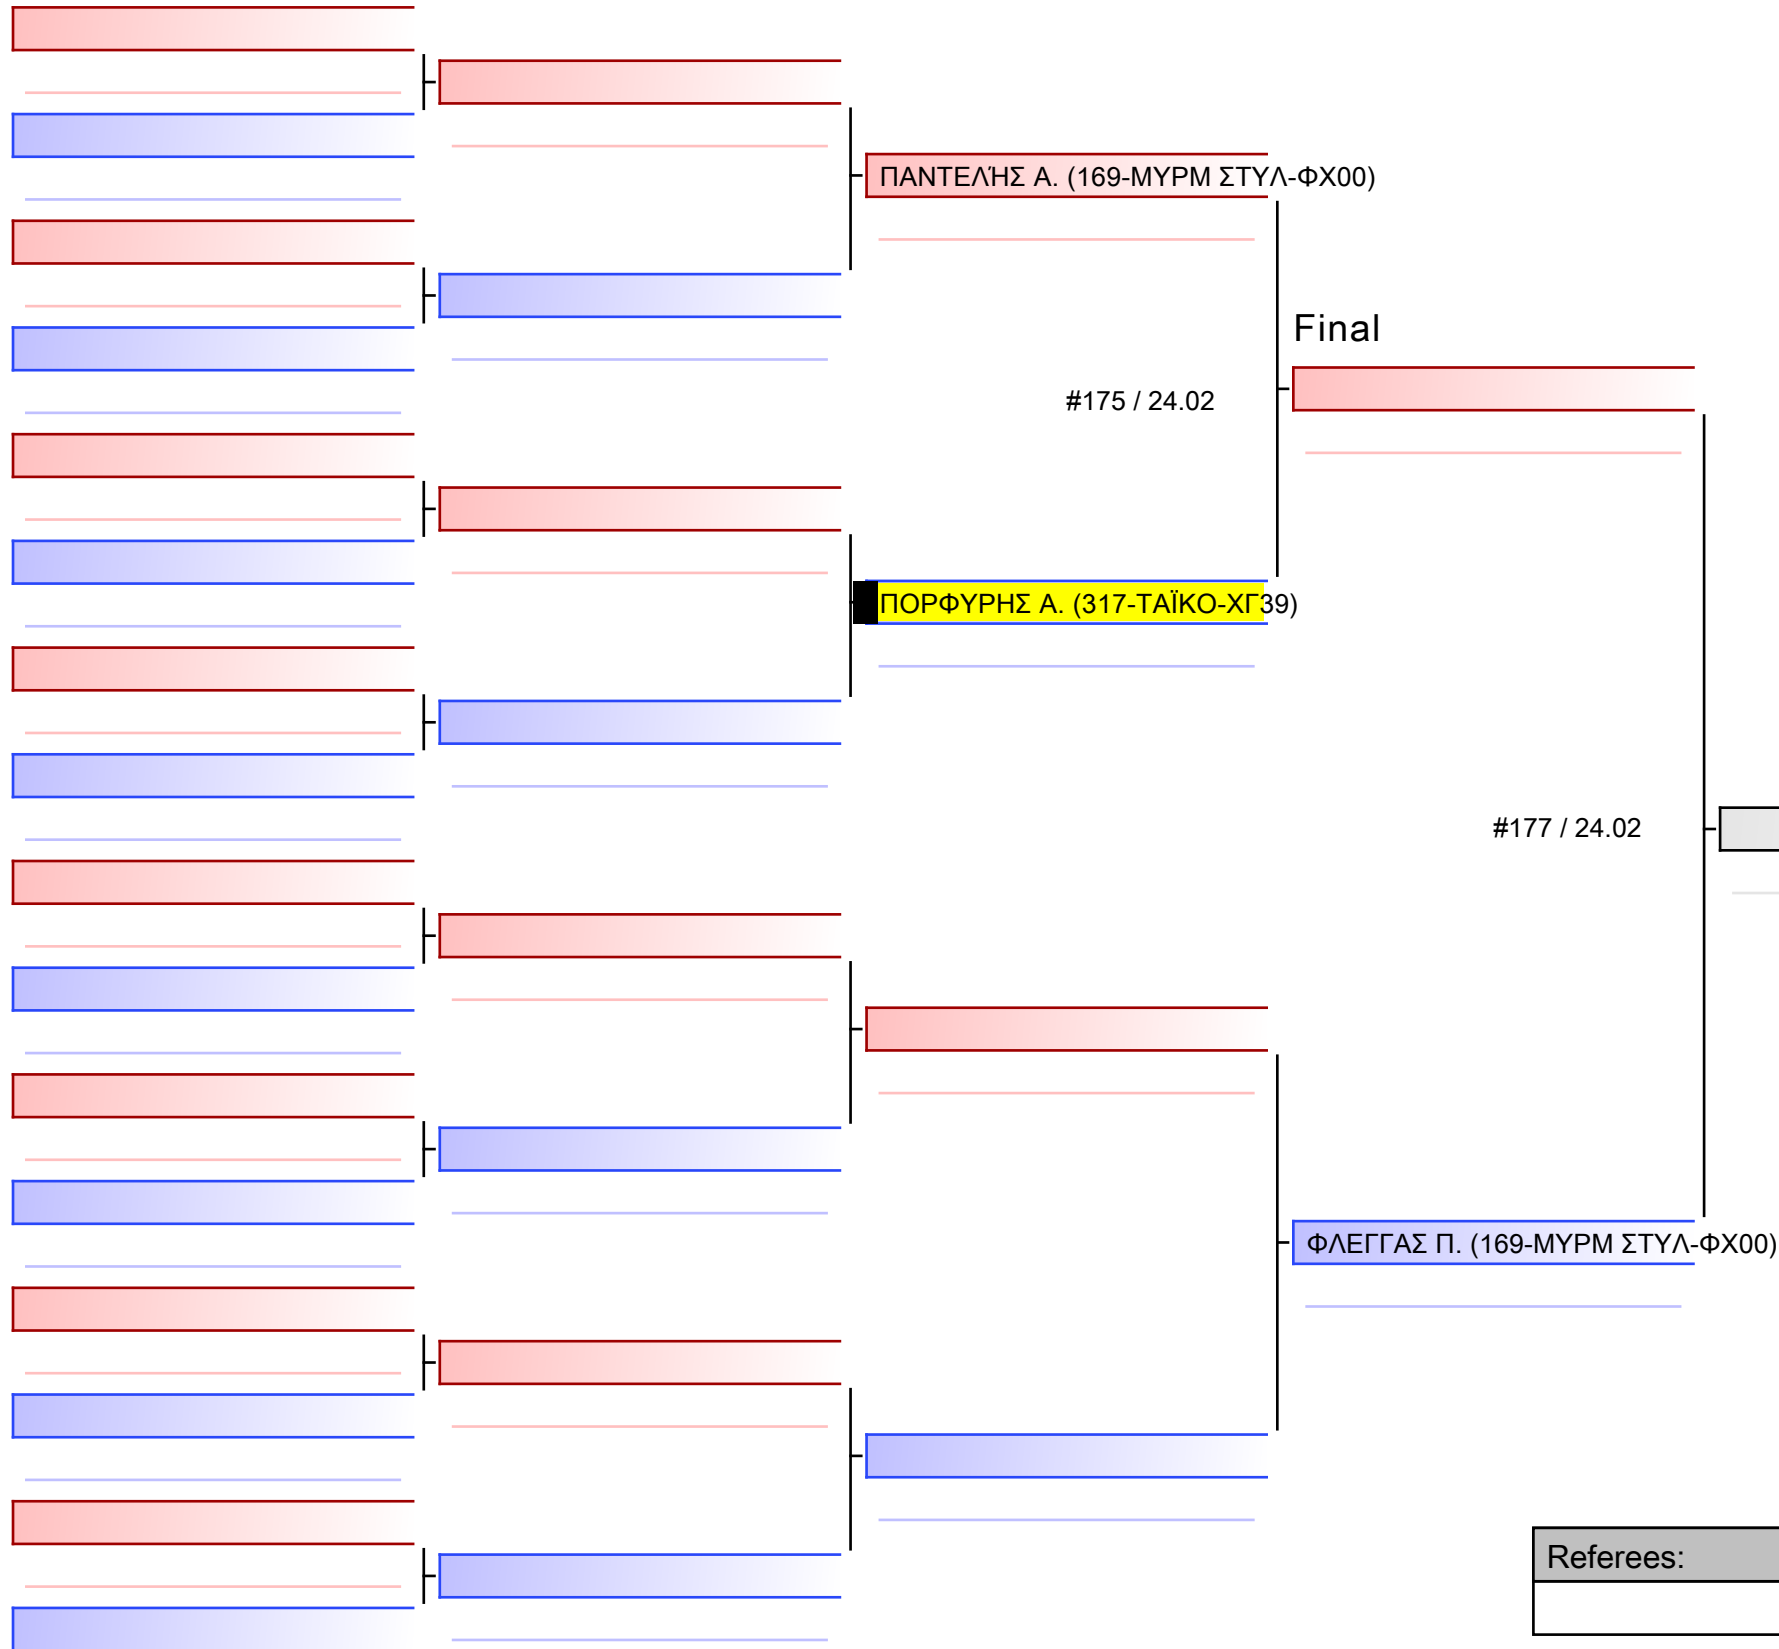 ΠΑΝΤΕΛΉΣ Α. (169-ΜΥΡΜ ΣΤΥΛ-ΦΧ00)
Final
#175 / 24.02
ΠΟΡΦΥΡΗΣ Α. (317-ΤΑΪΚΟ-ΧΓ39)
#177 / 24.02
ΦΛΕΓΓΑΣ Π. (169-ΜΥΡΜ ΣΤΥΛ-ΦΧ00)
Referees: